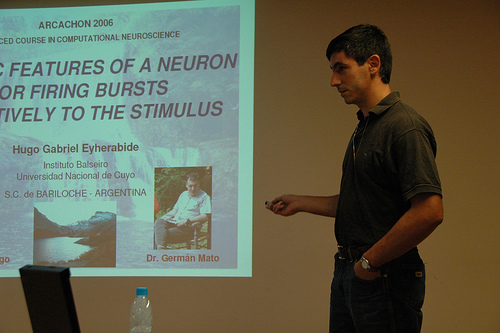 ARCACHON 2006
CED COURSE IN COMPUTATIONAL NEUROSCIENCE
C FEATURES OF A NEURON
OR FIRING BURSTS
TIVELY TO THE STIMULUS
Hugo Gabriel Eyherabide
Instituto Balseiro
Universidad Nacional de Cuyo
S.C. de BARILOCHE - ARGENTINA
go
Dr. Germán Mato